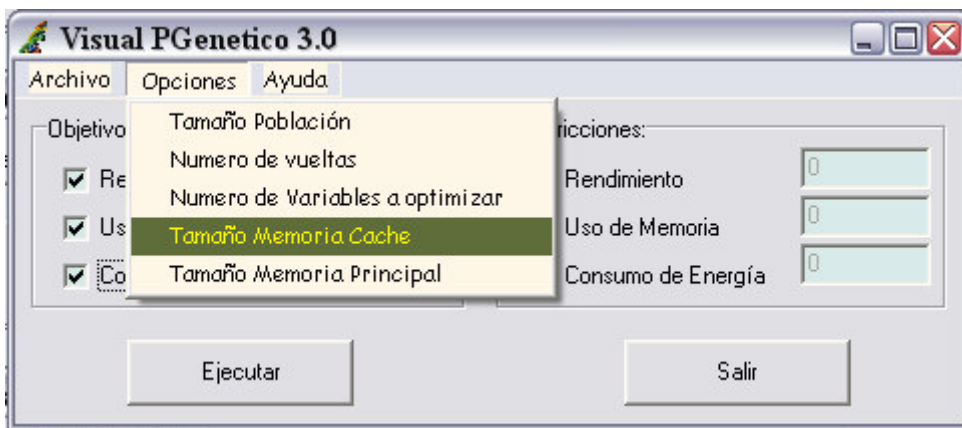 Visual PGenetico 3.0
Archivo Opciones Ayuda
Tamaño Población
Numero de vueltas
Numero de Variables a optimizar
Tamaño Memoria Cache
Tamaño Memoria Principal
Objetivo
Re
Us
Co
ricciones:
Rendimiento 0
Uso de Memoria 0
Consumo de Energía 0
Ejecutar Salir